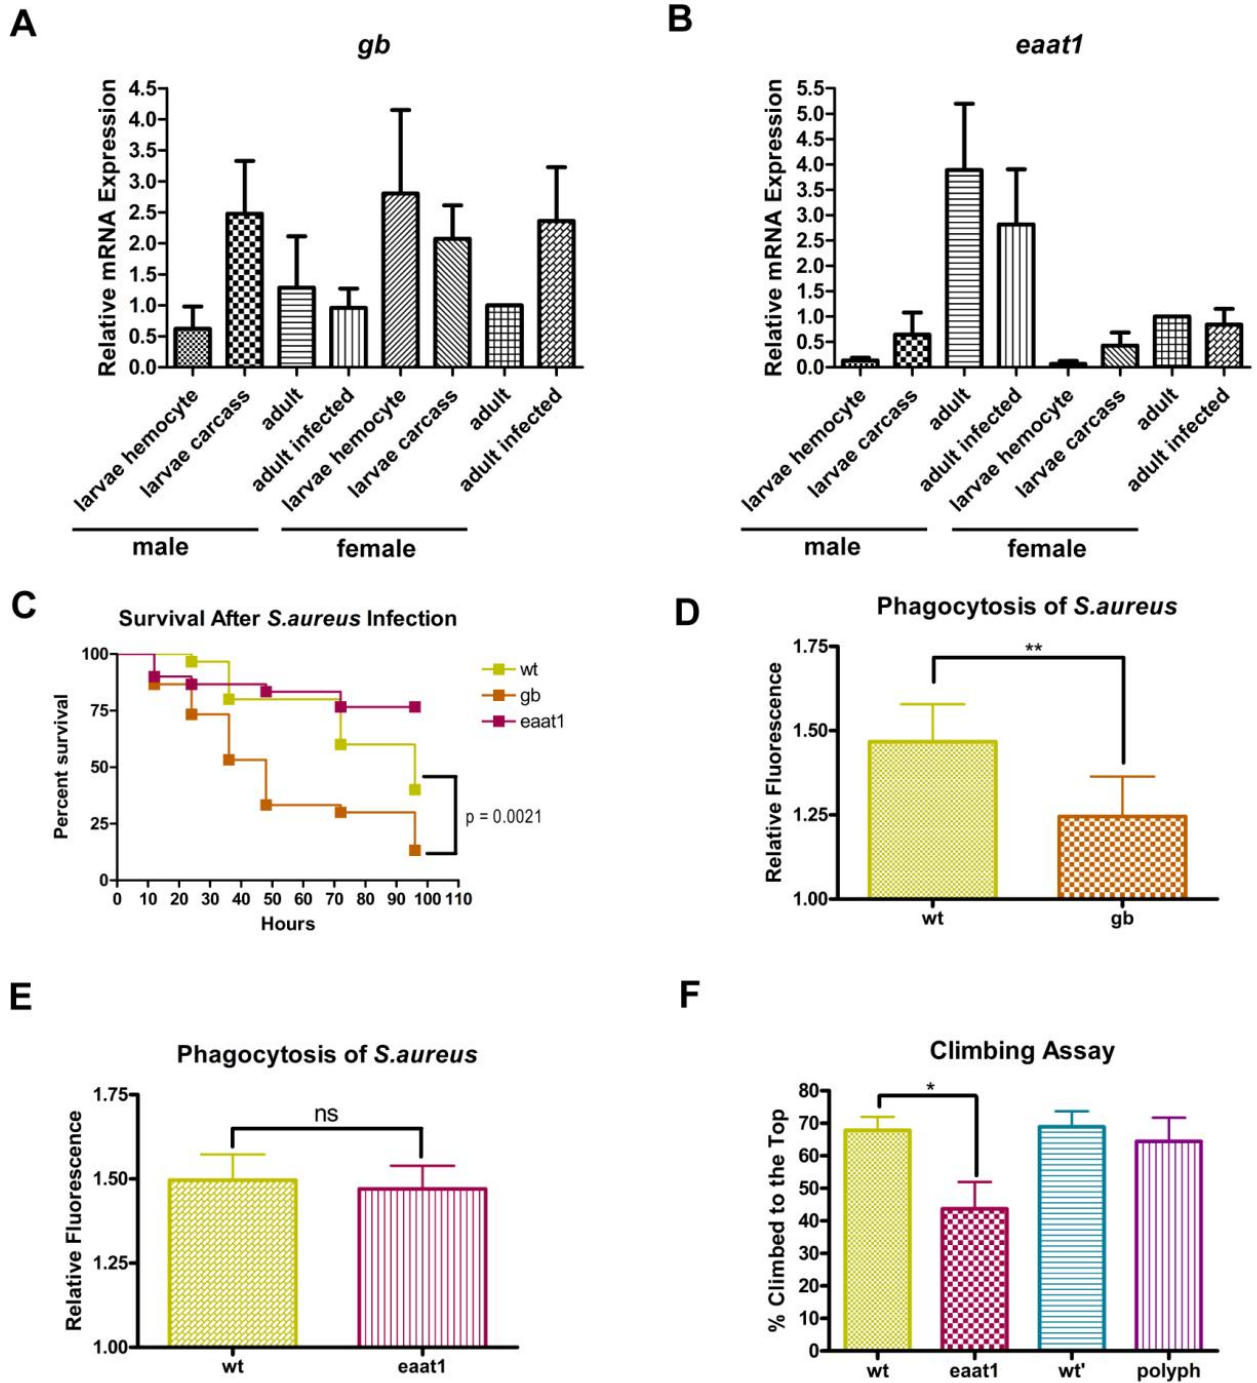 A
gb
Relative mRNA Expression
4.5
4.0
3.5
3.0
2.5
2.0
1.5
1.0
0.5
0.0
larvae hemocyte
larvae carcass
adult
adult infected
larvae hemocyte
larvae carcass
adult
adult infected
male
female
B
eaat1
Relative mRNA Expression
5.5
5.0
4.5
4.0
3.5
3.0
2.5
2.0
1.5
1.0
0.5
0.0
larvae hemocyte
larvae carcass
adult
adult infected
larvae hemocyte
larvae carcass
adult
adult infected
male
female
C
Survival After S.aureus Infection
Percent survival
100
75
50
25
0
0 10 20 30 40 50 60 70 80 90 100 110
Hours
wt
gb
eaat1
p = 0.0021
D
Phagocytosis of S.aureus
Relative Fluorescence
1.75
1.50
1.25
1.00
**
wt gb
E
Phagocytosis of S.aureus
Relative Fluorescence
1.75
1.50
1.25
1.00
ns
wt eaat1
F
Climbing Assay
% Climbed to the Top
80
70
60
50
40
30
20
10
0
*
wt eaat1 wt' polyph